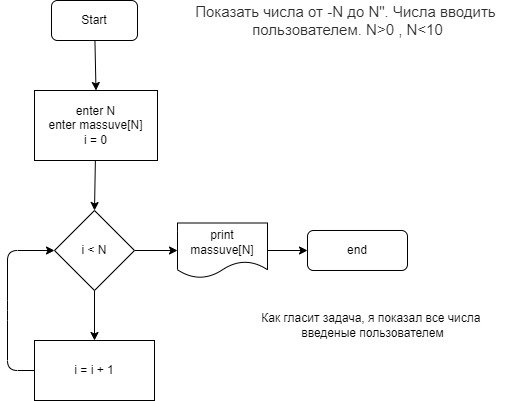 Start
Показать числа от -N до N". Числа вводить
пользователем. N>0 , N<10
enter N
enter massuve[N]
i = 0
i < N
print
massuve[N]
end
Как гласит задача, я показал все числа
введеные пользователем
i = i + 1